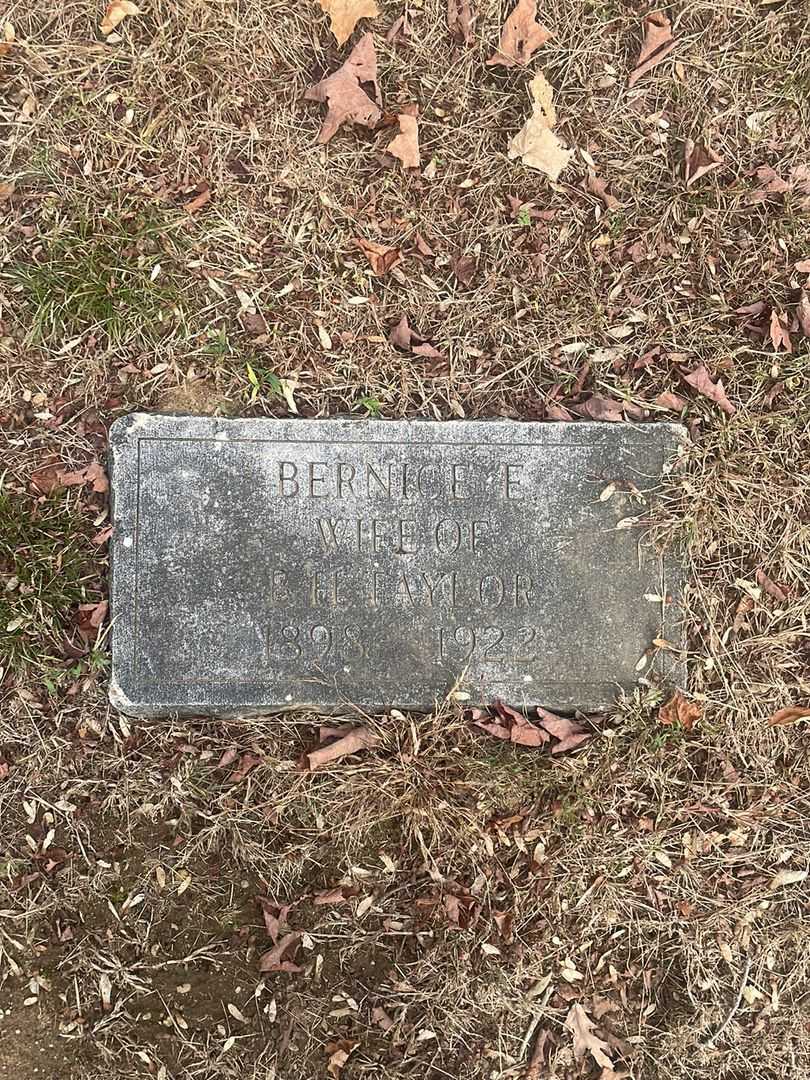 BERNICE E.
WIFE OF
B H TAYLOR
1898 1922